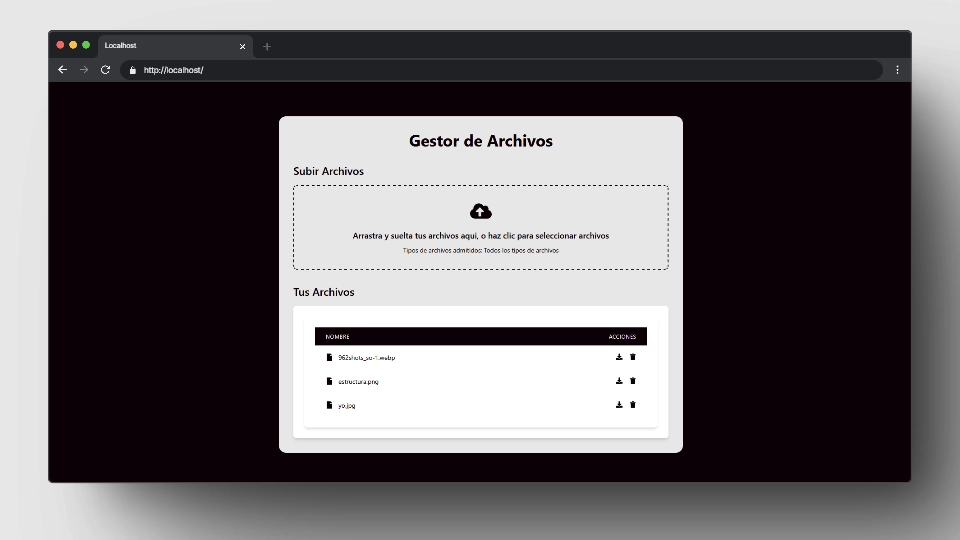 Localhost
http://localhost/
Gestor de Archivos
Subir Archivos
Arrastra y suelta tus archivos aqui, o haz clic para seleccionar archivos
Tipos de archivos admitidos: Todos los tipos de archivos
Tus Archivos
NOMBRE ACCIONES
962shots_so-1.webp
estructura.png
yo.jpg